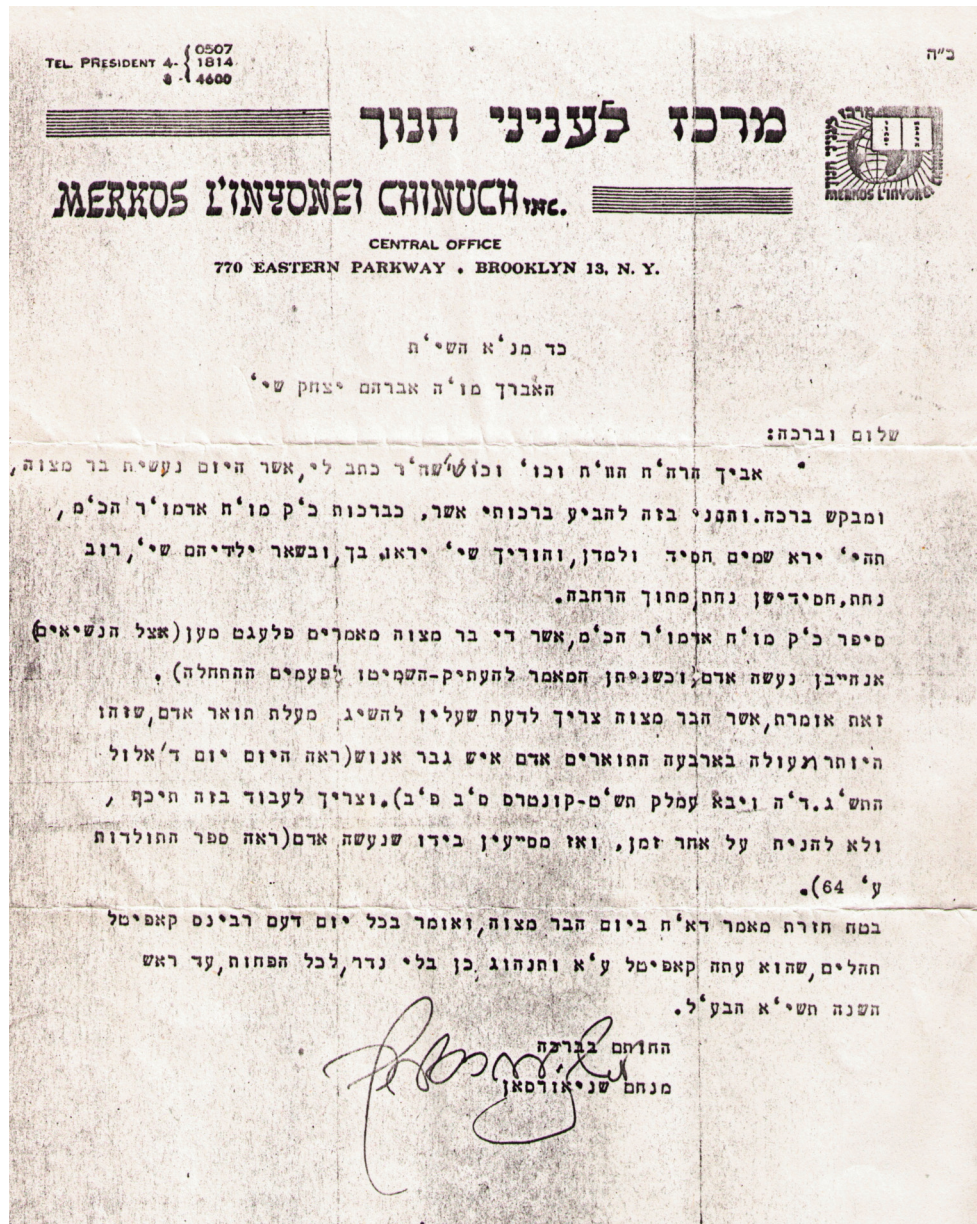 ב״ה
TEL. PRESIDENT 4- { 0507
1814
8 - 4600
מרכז לעניני חנוך
MERKOS L'INYONEI CHINUCH INC.
CENTRAL OFFICE
770 EASTERN PARKWAY • BROOKLYN 13, N. Y.
MERKOS L'INYONEI
כד מנ'א השי'ת
האברך מו'ה אברהם יצחק שי'
שלום וברכה:
אביך הרה'ח הוו'ח וכו' כתב לי,אשר היום נעשית בר מצוה,
ומבקש ברכה.והנני בזה להביע ברכותי אשר, כברכות כ'ק מו'ח אדמו'ר הכ'מ,
תהי' ירא שמים חסיד ולמדן,והוריך שי' יראו בך,ובשאר ילדיהם שי',רוב
נחת,חסידישן נחת,מתוך הרחבה.
סיפר כ'ק מו'ח אדמו'ר הכ'מ,אשר די בר מצוה מאמרים פלעגט מען(אצל הנשיאים)
אנהייבן נעשה אדם,וכשניתן המאמר להעתיק-השמיטו לפעמים ההתחלה).
זאת אומרת,אשר הבר מצוה צריך לדעת שעליו להשיג מעלת תואר אדם,שזהו
היותר מעולה בארבעה התוארים אדם איש גבר אנוש(ראה היום יום ד'אלול
התש'ג.ד'ה ויבא עמלק תש'ט-קונטרס ס'ב פ'ב).וצריך לעבוד בזה תיכף,
ולא להניח על אחר זמן, ואז מסייעין בידו שנעשה אדם(ראה ספר התולדות
ע' 64).
בטח חזרת מאמר דא'ח ביום הבר מצוה,ואומר בכל יום דעם רבינס קאפיטל
תהלים,שהוא עתה קאפיטל ע'א ותנהוג כן בלי נדר,לכל הפחות,עד ראש
השנה תשי'א הבע'ל.
החותם בברכה
מנחם שניאורסאן